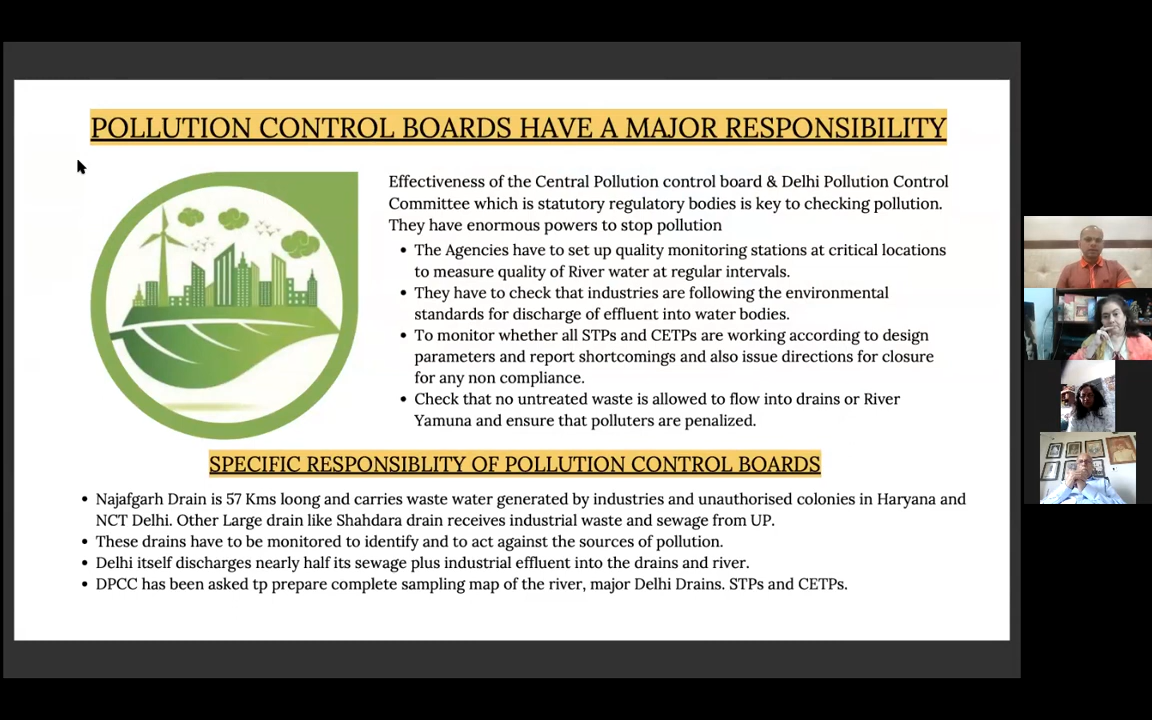 POLLUTION CONTROL BOARDS HAVE A MAJOR RESPONSIBILITY
Effectiveness of the Central Pollution control board & Delhi Pollution Control
Committee which is statutory regulatory bodies is key to checking pollution.
They have enormous powers to stop pollution
• The Agencies have to set up quality monitoring stations at critical locations
to measure quality of River water at regular intervals.
• They have to check that industries are following the environmental
standards for discharge of effluent into water bodies.
• To monitor whether all STPs and CETPs are working according to design
parameters and report shortcomings and also issue directions for closure
for any non compliance.
• Check that no untreated waste is allowed to flow into drains or River
Yamuna and ensure that polluters are penalized.
SPECIFIC RESPONSIBLITY OF POLLUTION CONTROL BOARDS
• Najafgarh Drain is 57 Kms loong and carries waste water generated by industries and unauthorised colonies in Haryana and
NCT Delhi. Other Large drain like Shahdara drain receives industrial waste and sewage from UP.
• These drains have to be monitored to identify and to act against the sources of pollution.
• Delhi itself discharges nearly half its sewage plus industrial effluent into the drains and river.
• DPCC has been asked tp prepare complete sampling map of the river, major Delhi Drains. STPs and CETPs.